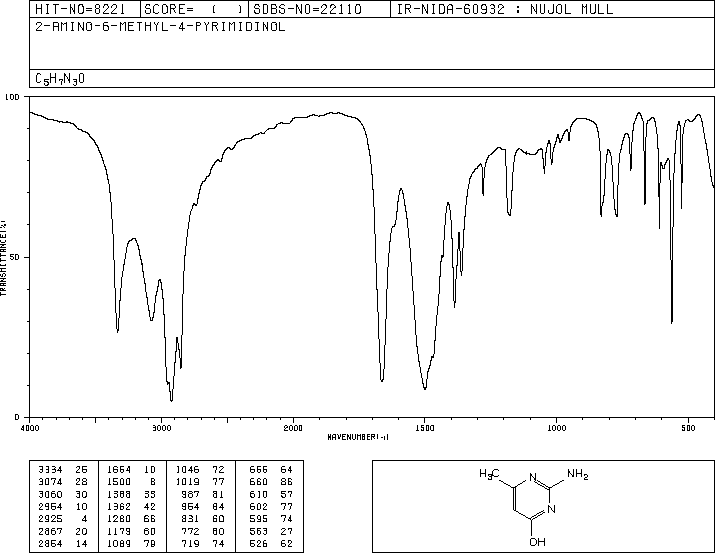 HIT-NO=8221 SCORE= ( ) SDBS-NO=22110 IR-NIDA-60932 : NUJOL MULL
2-AMINO-6-METHYL-4-PYRIMIDINOL
C5H7N3O
100
50
0
TRANSMITTANCE(%)
4000 3000 2000 1500 1000 500
WAVENUMBER(-1)
3334 25 1654 10 1046 72 666 64
3074 28 1500 8 1019 77 660 86
3060 30 1388 33 987 81 610 57
2954 10 1362 42 954 84 602 77
2925 4 1280 66 831 60 595 74
2867 20 1179 60 772 60 563 27
2854 14 1089 79 719 74 526 62
H3C N NH2
N
OH